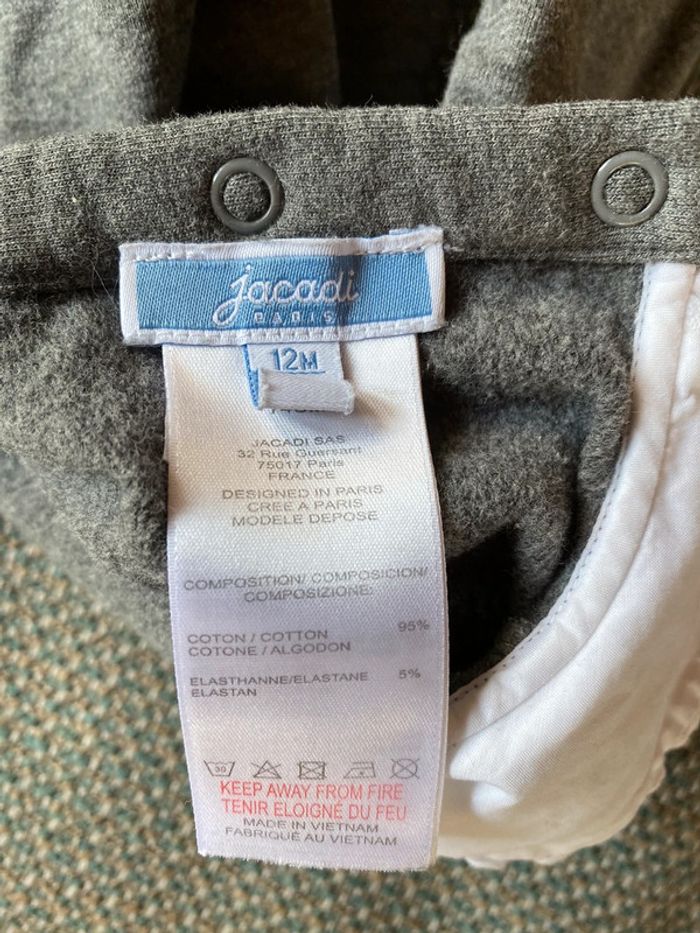 jacadi
PARIS
12M
JACADI SAS
32 Rue Guersant
75017 Paris
FRANCE
DESIGNED IN PARIS
CREE A PARIS
MODELE DEPOSE
COMPOSITION/ COMPOSICION/
COMPOSIZIONE:
COTON / COTTON 95%
COTONE / ALGODON
ELASTHANNE/ELASTANE 5%
ELASTAN
30
KEEP AWAY FROM FIRE
TENIR ELOIGNÉ DU FEU
MADE IN VIETNAM
FABRIQUÉ AU VIETNAM